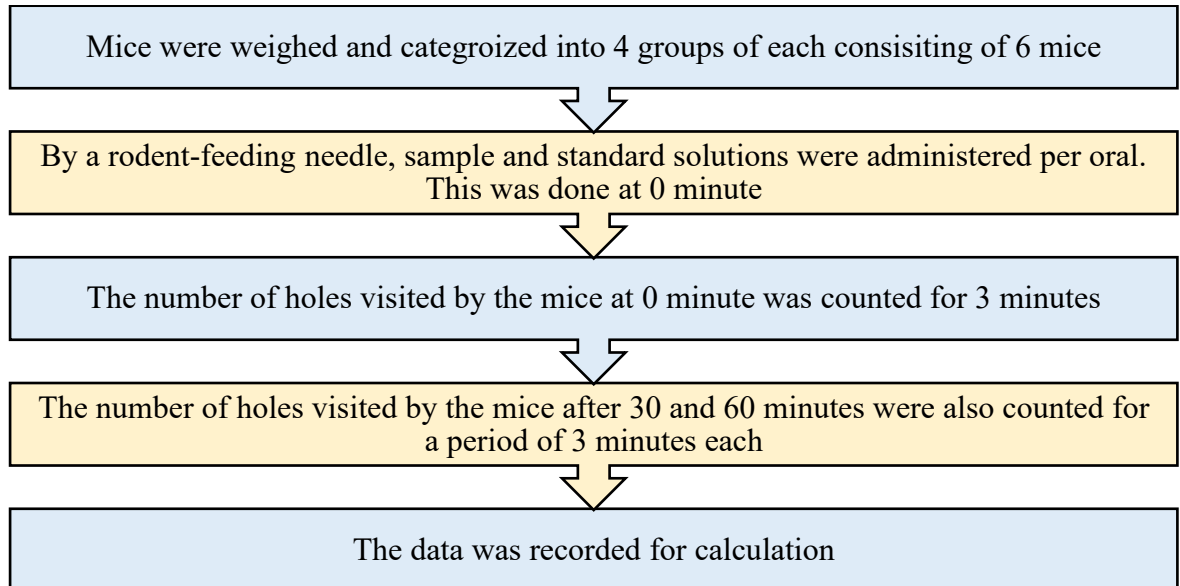 Mice were weighed and categroized into 4 groups of each consisiting of 6 mice
By a rodent-feeding needle, sample and standard solutions were administered per oral.
This was done at 0 minute
The number of holes visited by the mice at 0 minute was counted for 3 minutes
The number of holes visited by the mice after 30 and 60 minutes were also counted for
a period of 3 minutes each
The data was recorded for calculation